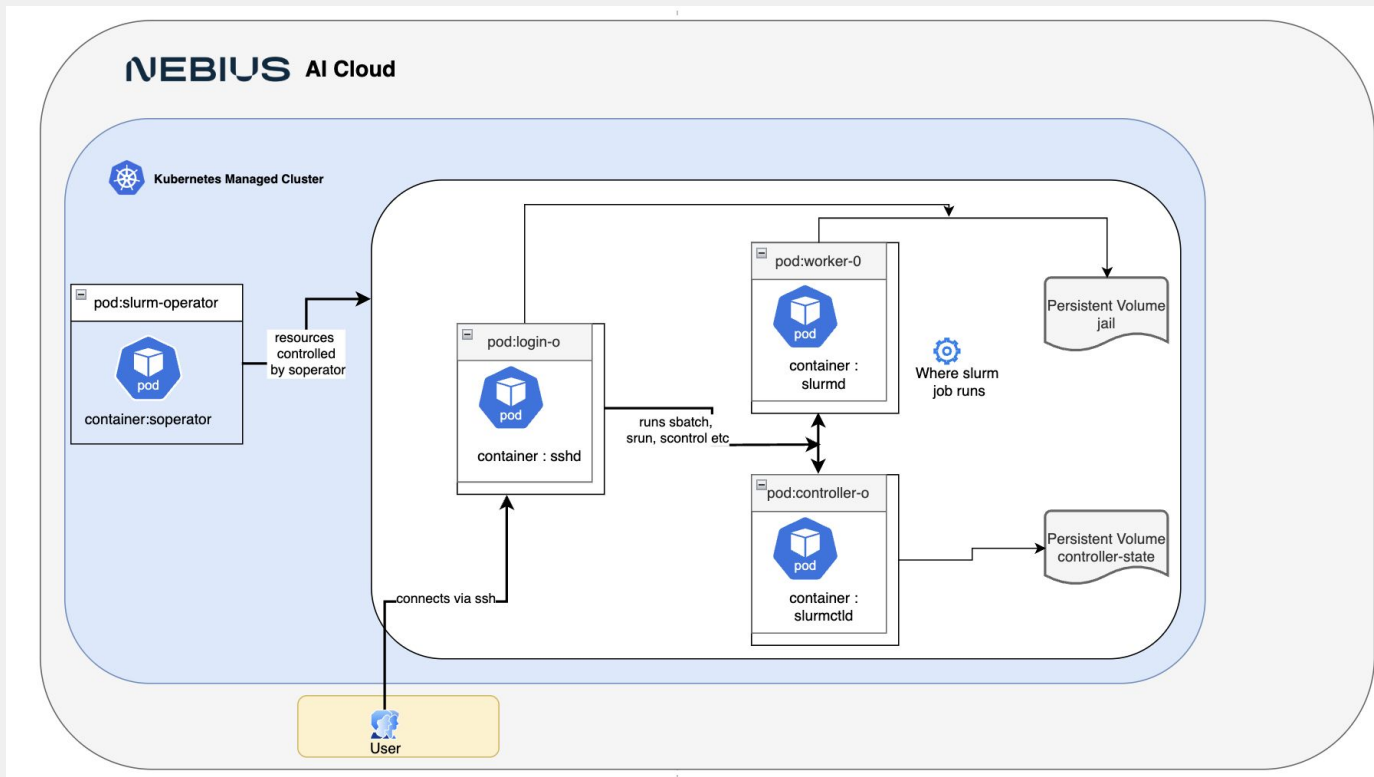 NEBIUS AI Cloud
Kubernetes Managed Cluster
pod:slurm-operator
pod
container:soperator
resources
controlled
by soperator
pod:login-o
pod
container : sshd
runs sbatch,
srun, scontrol etc
pod:worker-0
pod
container :
slurmd
Where slurm
job runs
Persistent Volume
jail
pod:controller-o
pod
container :
slurmctld
Persistent Volume
controller-state
connects via ssh
User